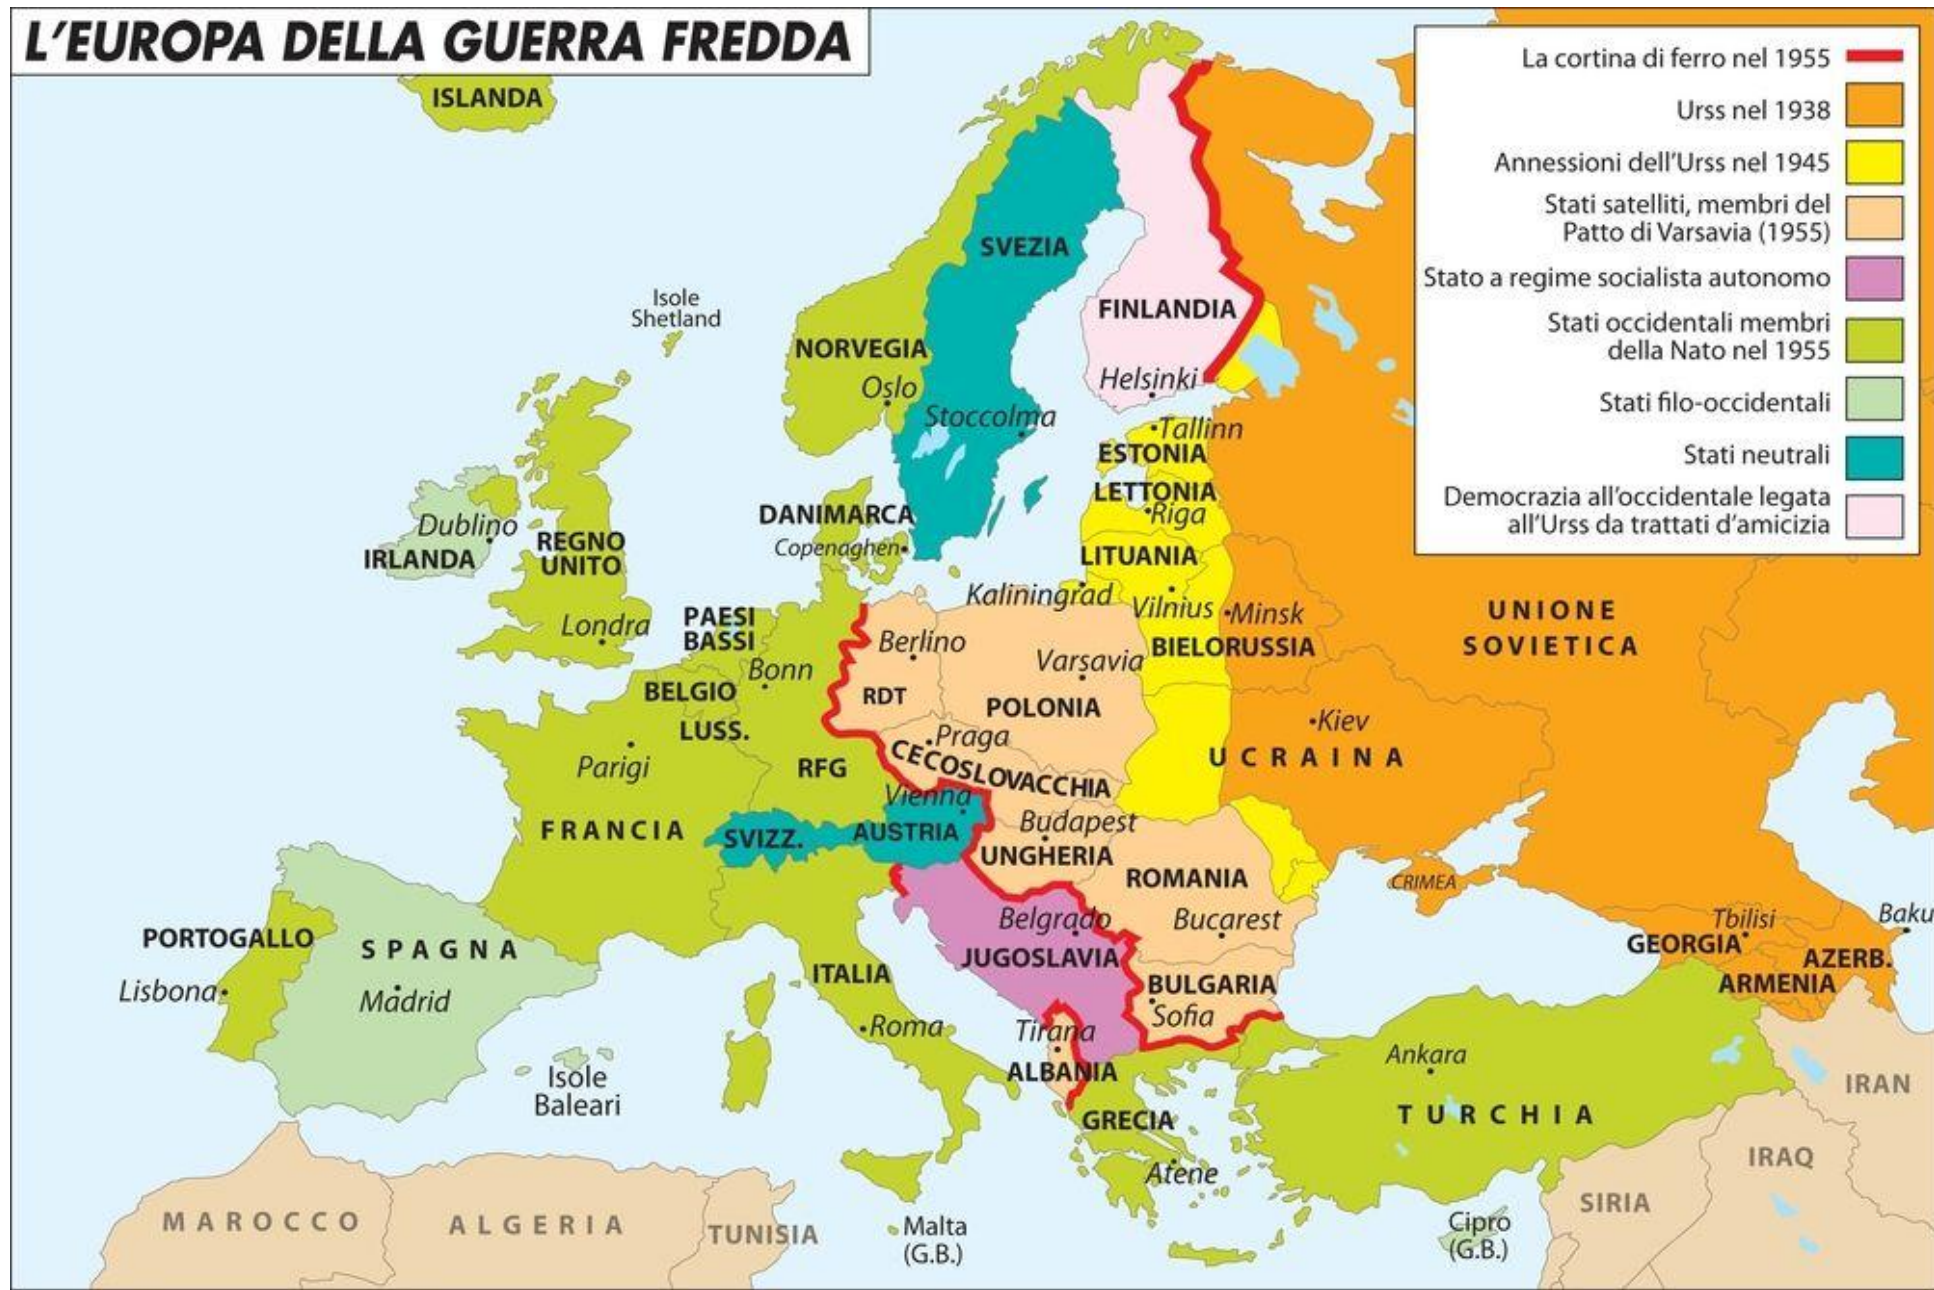 L'EUROPA DELLA GUERRA FREDDA
La cortina di ferro nel 1955
Urss nel 1938
Annessioni dell'Urss nel 1945
Stati satelliti, membri del
Patto di Varsavia (1955)
Stato a regime socialista autonomo
Stati occidentali membri
della Nato nel 1955
Stati filo-occidentali
Stati neutrali
Democrazia all'occidentale legata
all'Urss da trattati d'amicizia
ISLANDA
SVEZIA
Isole
Shetland
FINLANDIA
NORVEGIA
Oslo
Helsinki
Stoccolma
Tallinn
ESTONIA
LETTONIA
Riga
DANIMARCA
Copenaghen
Dublino
IRLANDA
REGNO
UNITO
LITUANIA
Kaliningrad
Vilnius
Minsk
UNIONE
SOVIETICA
PAESI
BASSI
Londra
Berlino
BIELORUSSIA
Varsavia
Bonn
BELGIO
RDT
POLONIA
LUSS.
Kiev
Praga
UCRAINA
Parigi
RFG
CECOSLOVACCHIA
Vienna
FRANCIA
SVIZZ.
AUSTRIA
Budapest
UNGHERIA
ROMANIA
CRIMEA
Belgrado
Bucarest
Tbilisi
Baku
PORTOGALLO
SPAGNA
GEORGIA
AZERB.
JUGOSLAVIA
ITALIA
BULGARIA
ARMENIA
Lisbona
Madrid
Sofia
Roma
Tirana
Ankara
ALBANIA
Isole
Baleari
IRAN
GRECIA
TURCHIA
IRAQ
Atene
SIRIA
MAROCCO
ALGERIA
TUNISIA
Malta
(G.B.)
Cipro
(G.B.)